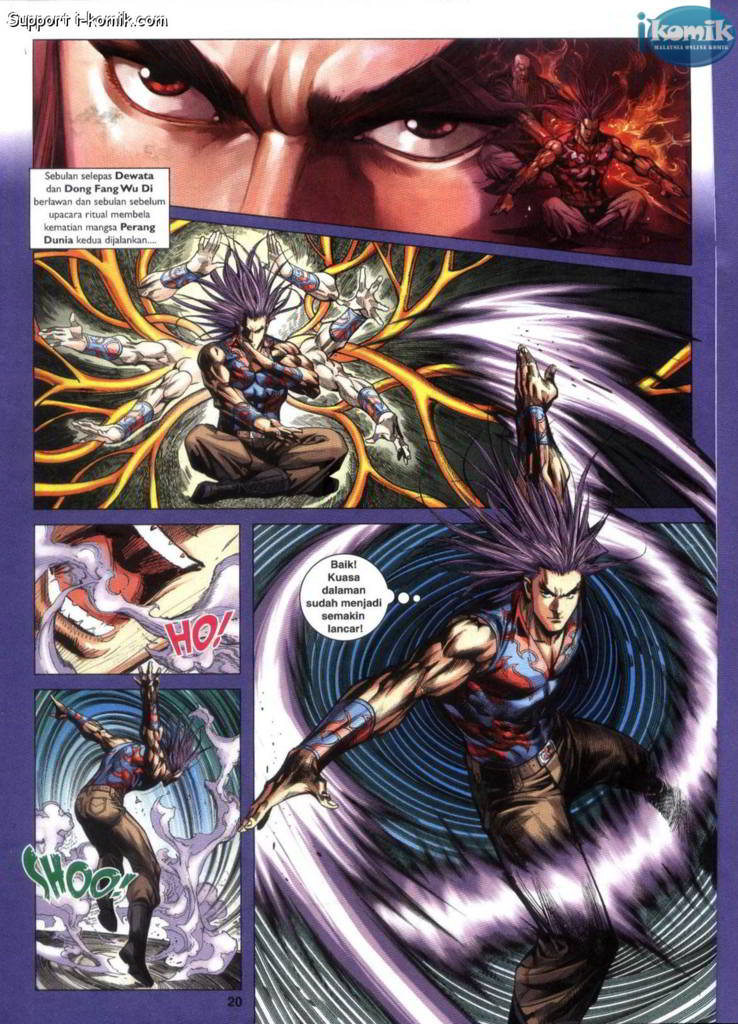 Support i-komik.com
ikomik
MALAYSIA ONLINE KOMIK
Sebulan selepas Dewata
dan Dong Fang Wu Di
berlawan dan sebulan sebelum
upacara ritual membela
kematian mangsa Perang
Dunia kedua dijalankan....
HO!
Baik!
Kuasa
dalaman
sudah menjadi
semakin
lancar!
SHOO!
20